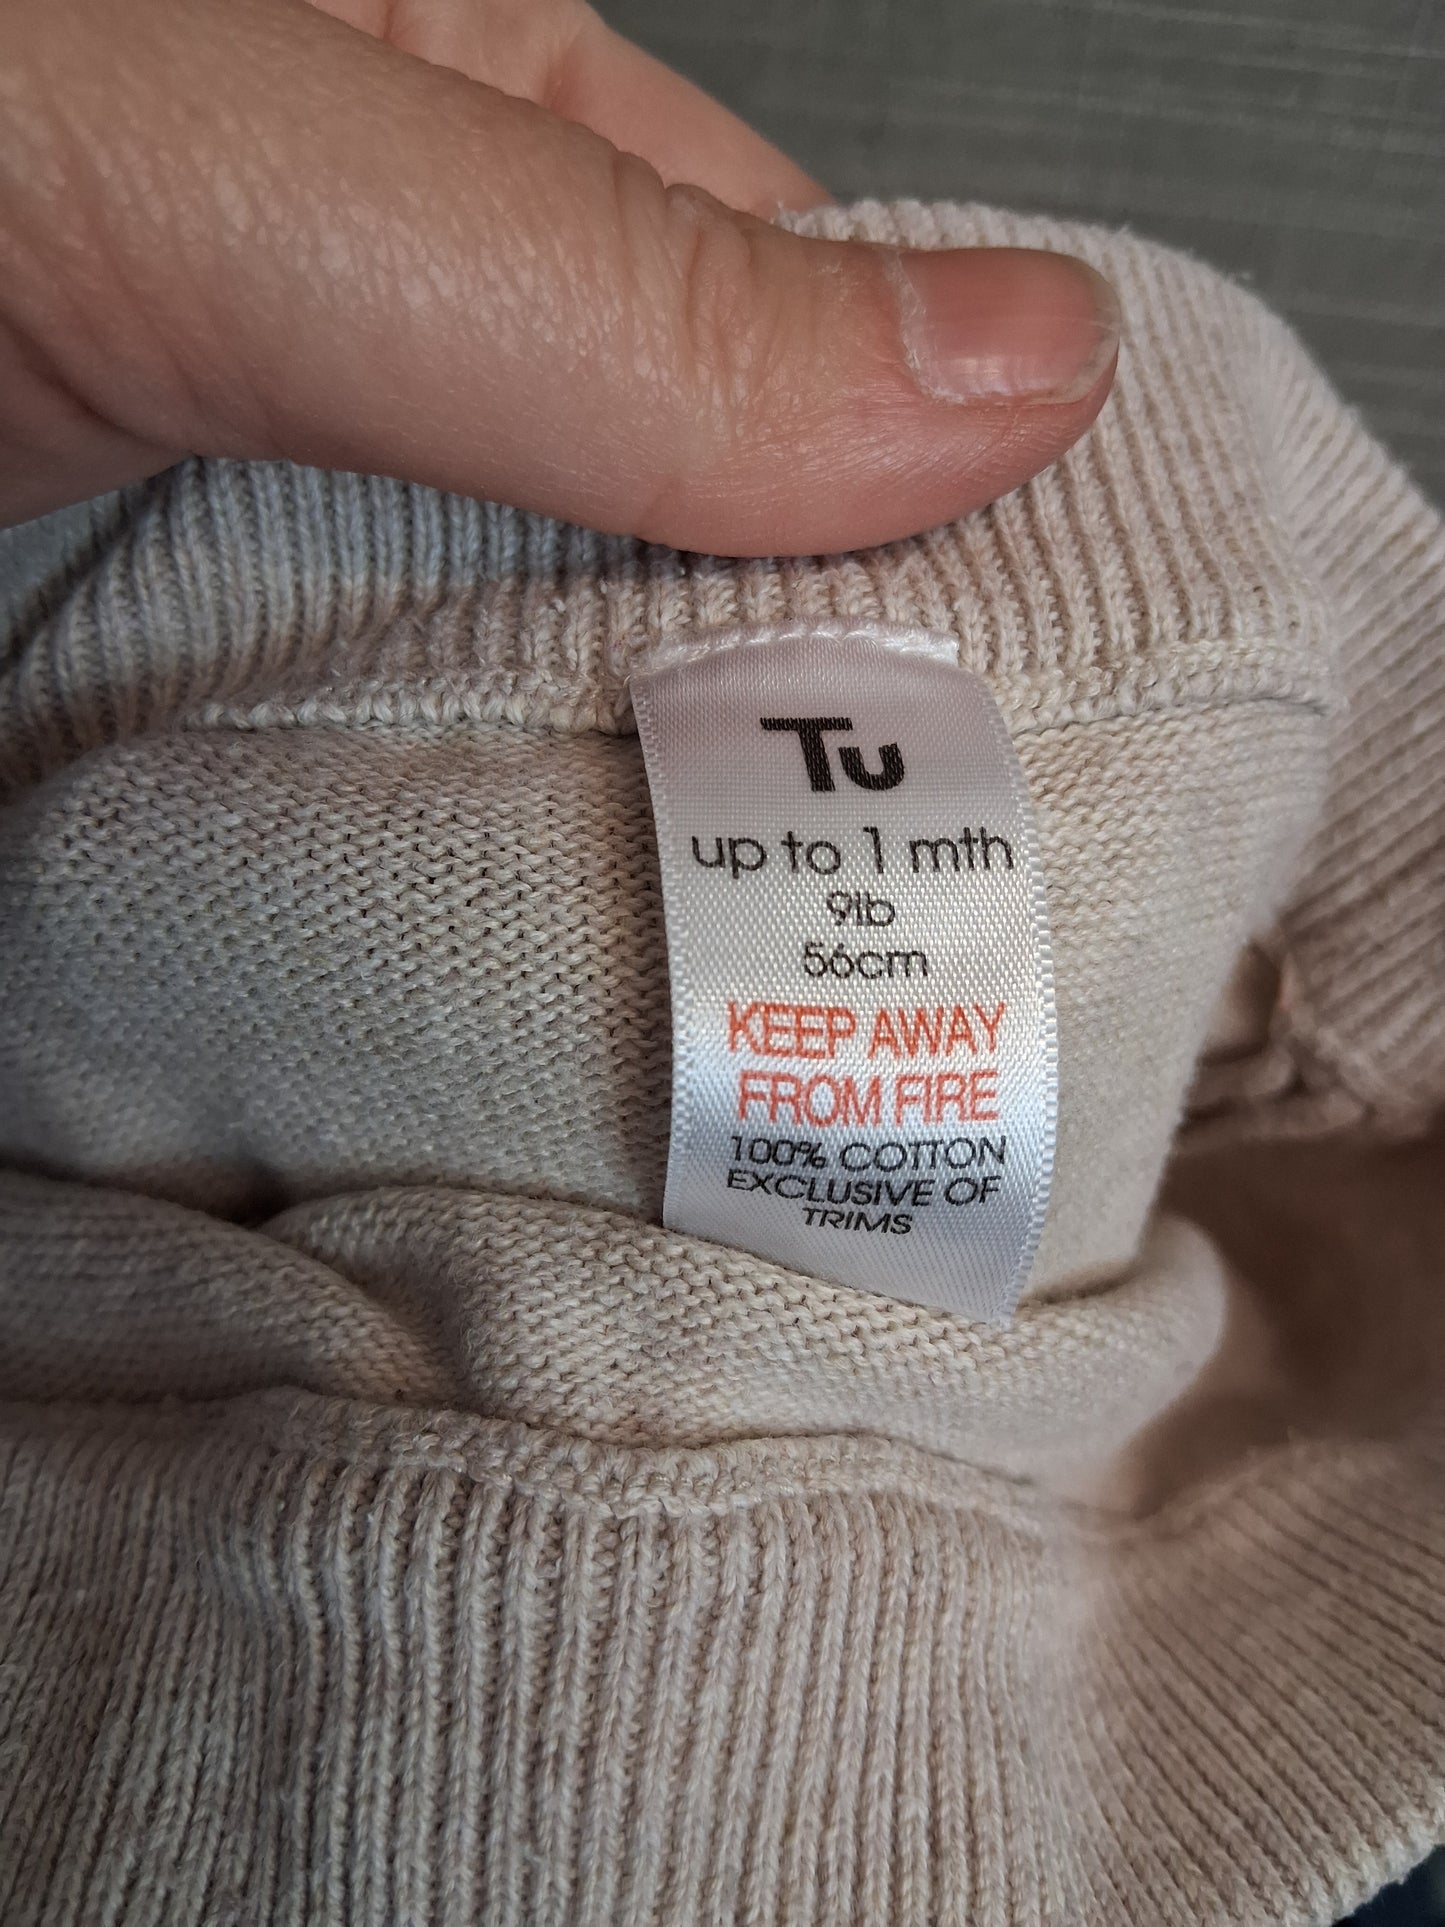 Tu
up to 1 mth
9lb
56cm
KEEP AWAY
FROM FIRE
100% COTTON
EXCLUSIVE OF
TRIMS